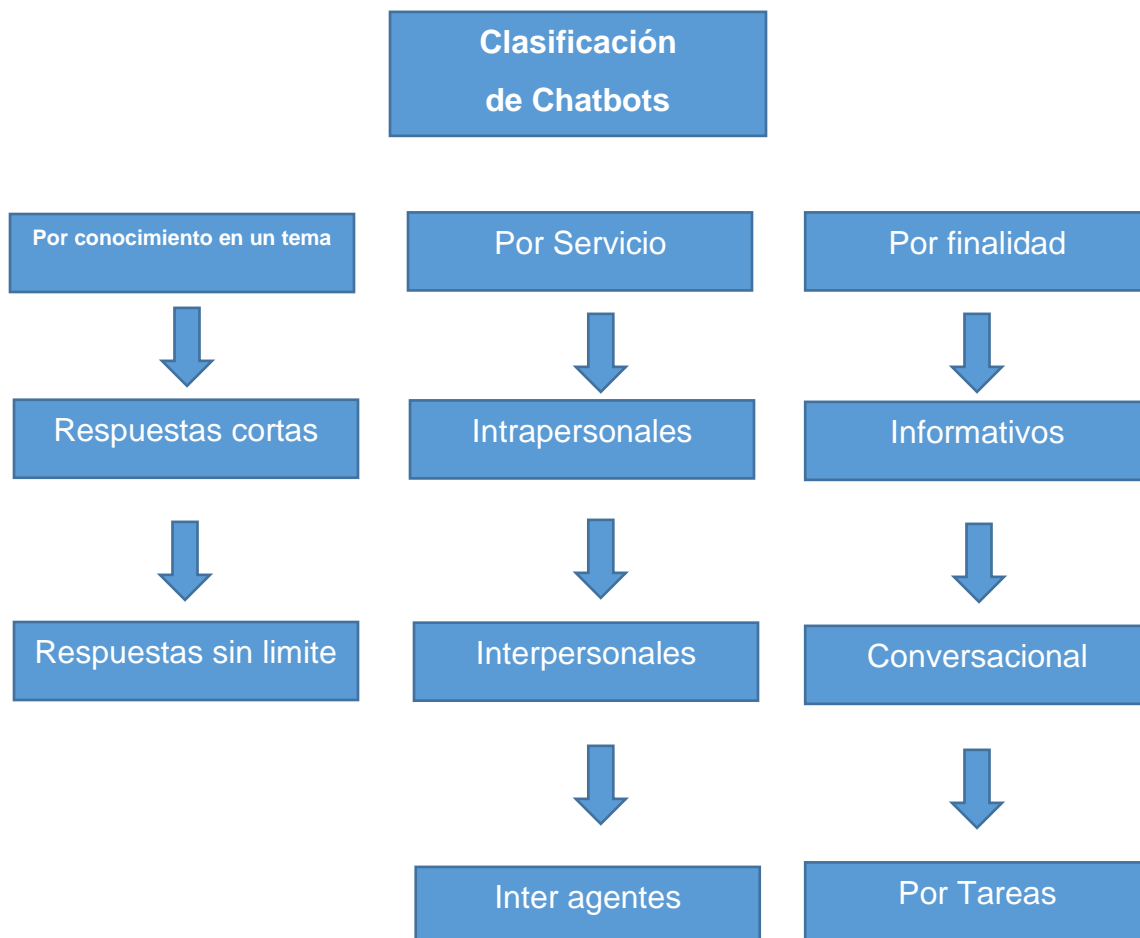 Clasificación
de Chatbots
Por conocimiento en un tema
Por Servicio
Por finalidad
Respuestas cortas
Intrapersonales
Informativos
Respuestas sin limite
Interpersonales
Conversacional
Inter agentes
Por Tareas